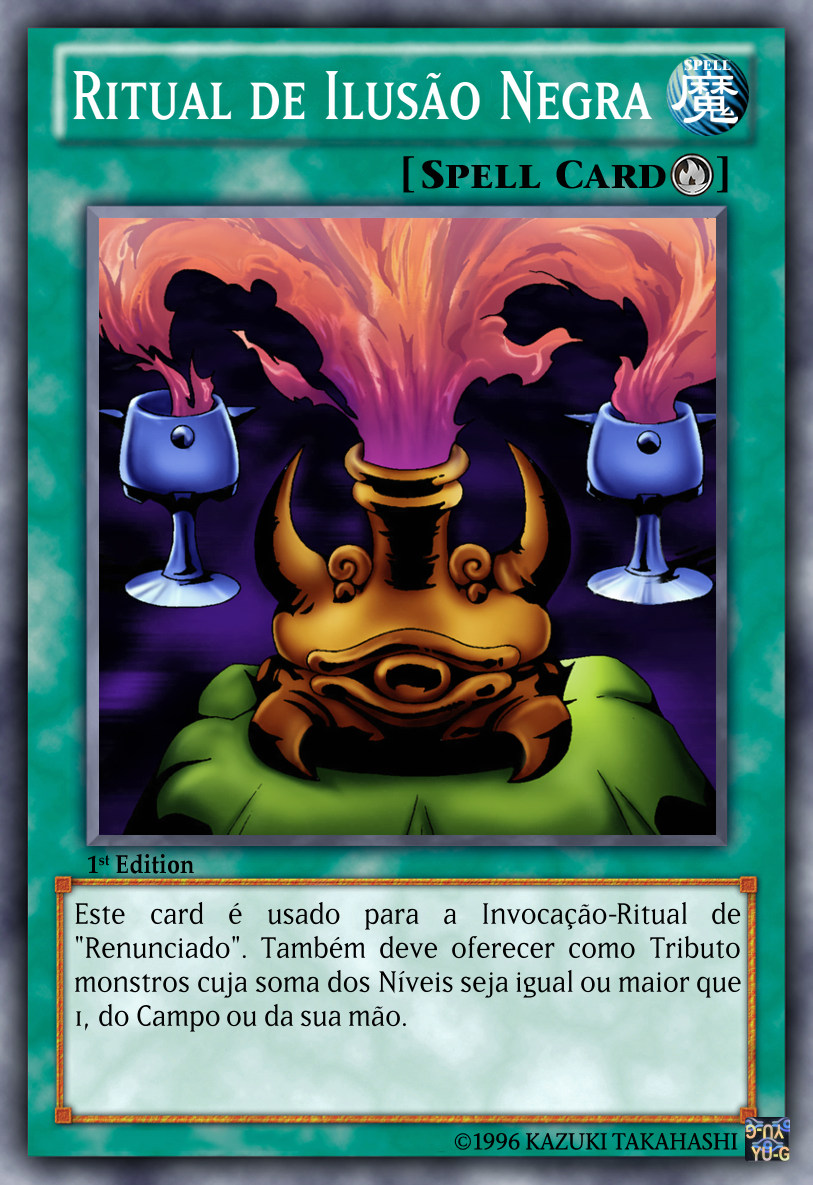 Ritual de Ilusão Negra
SPELL
魔
[Spell Card]
1st Edition
Este card é usado para a Invocação-Ritual de
"Renunciado". Também deve oferecer como Tributo
monstros cuja soma dos Níveis seja igual ou maior que
1, do Campo ou da sua mão.
©1996 KAZUKI TAKAHASHI
YU-G
YU-G